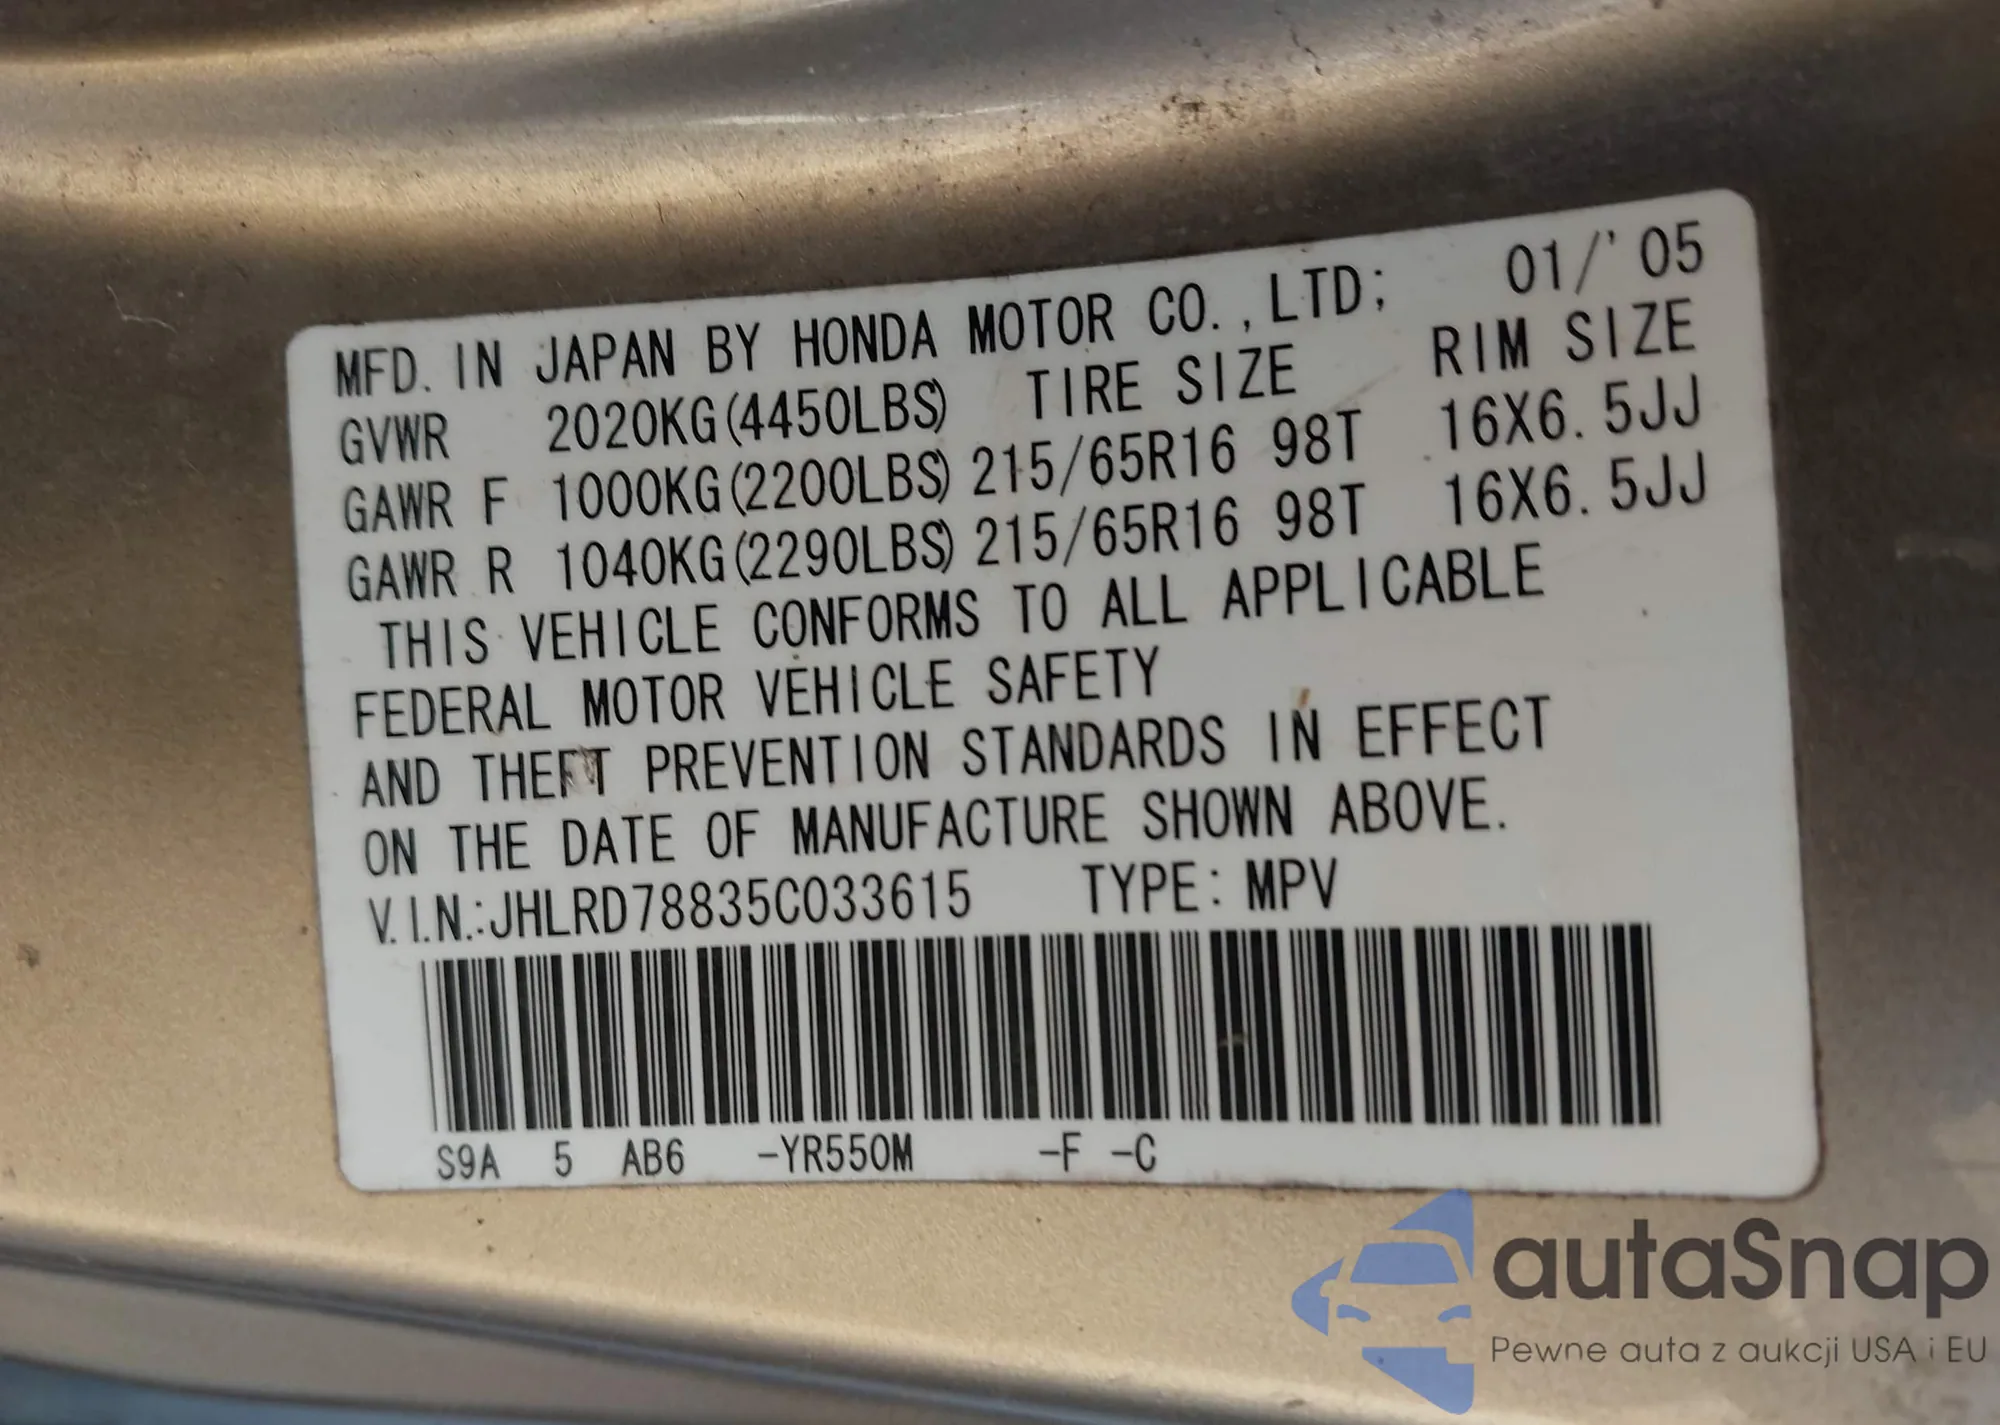 MFD. IN JAPAN BY HONDA MOTOR CO.,LTD; 01/'05
GVWR 2020KG(4450LBS) TIRE SIZE RIM SIZE
GAWR F 1000KG(2200LBS) 215/65R16 98T 16X6.5JJ
GAWR R 1040KG(2290LBS) 215/65R16 98T 16X6.5JJ
THIS VEHICLE CONFORMS TO ALL APPLICABLE
FEDERAL MOTOR VEHICLE SAFETY
AND THEFT PREVENTION STANDARDS IN EFFECT
ON THE DATE OF MANUFACTURE SHOWN ABOVE.
V.I.N.:JHLRD78835C033615 TYPE: MPV
S9A 5 AB6 -YR550M -F -C
autaSnap
Pewne auta z aukcji USA i EU